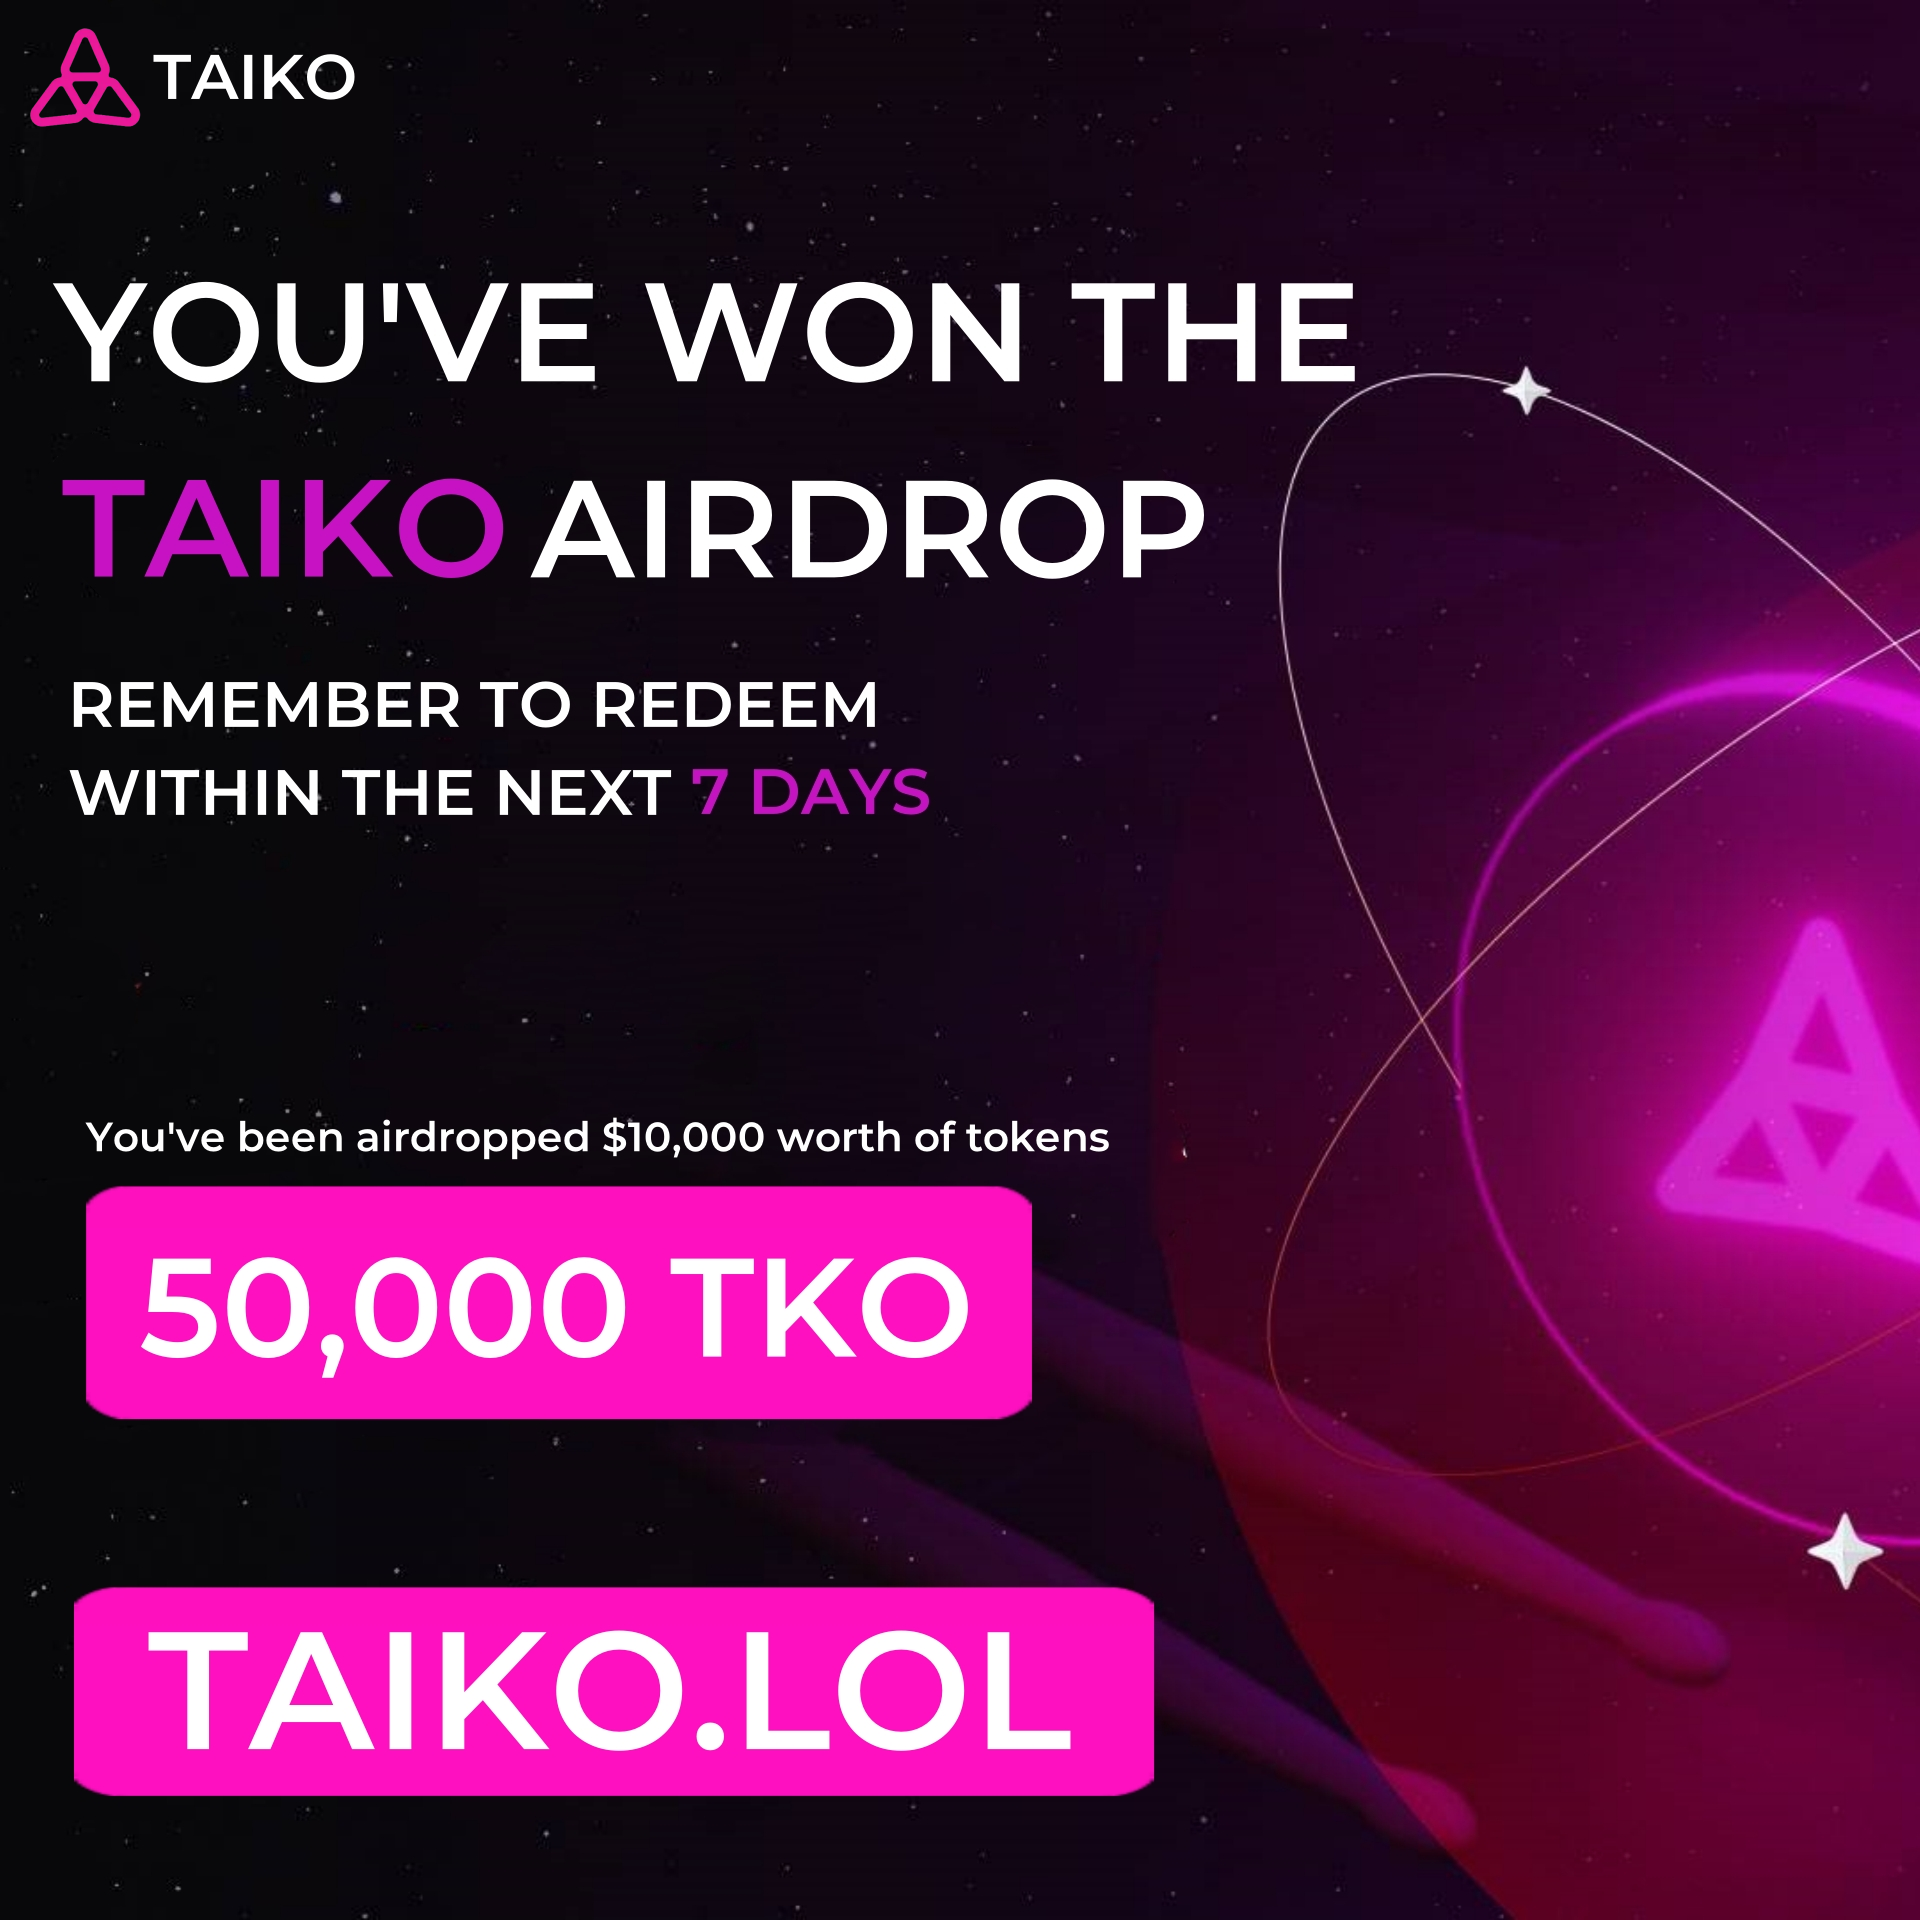 TAIKO
YOU'VE WON THE
TAIKO AIRDROP
REMEMBER TO REDEEM
WITHIN THE NEXT 7 DAYS
You've been airdropped $10,000 worth of tokens
50,000 TKO
TAIKO.LOL